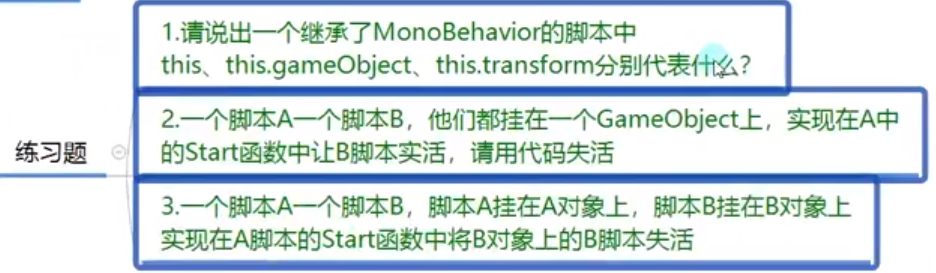 1.请说出一个继承了MonoBehavior的脚本中
this、this.gameObject、this.transform分别代表什么？
练习题
2.一个脚本A一个脚本B，他们都挂在一个GameObject上，实现在A中
的Start函数中让B脚本实活，请用代码失活
3.一个脚本A一个脚本B，脚本A挂在A对象上，脚本B挂在B对象上
实现在A脚本的Start函数中将B对象上的B脚本失活